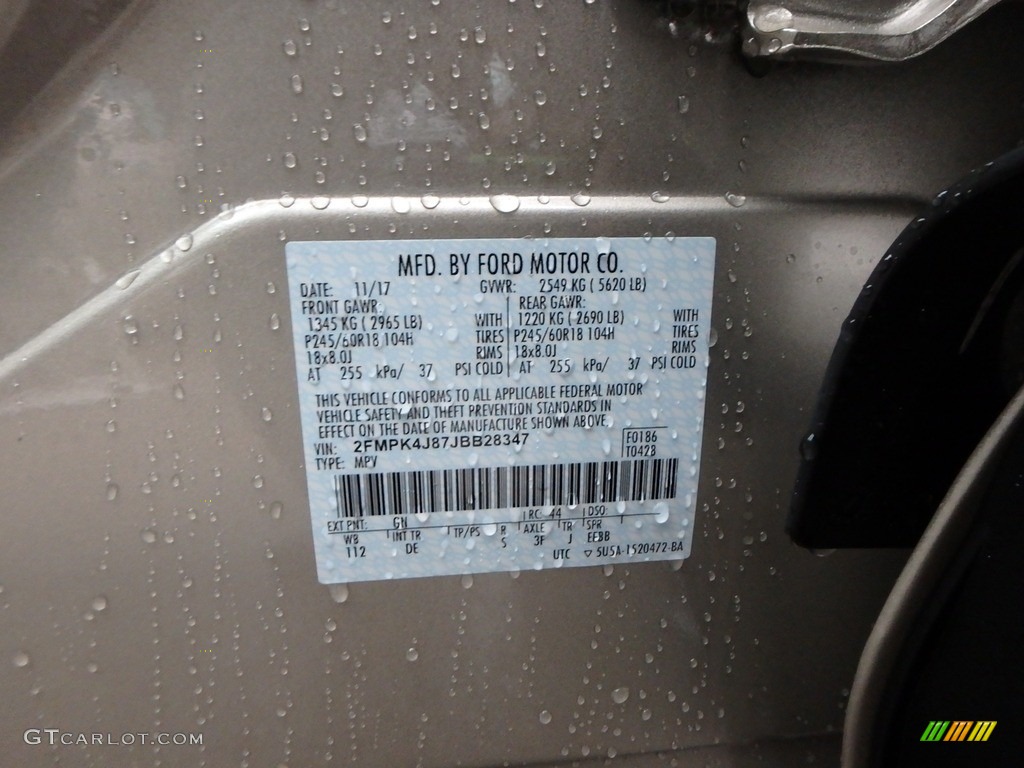 MFD. BY FORD MOTOR CO.
DATE: 11/17 GVWR: 2549 KG ( 5620 LB)
FRONT GAWR: REAR GAWR:
1345 KG ( 2965 LB) WITH 1220 KG ( 2690 LB) WITH
P245/60R18 104H TIRES P245/60R18 104H TIRES
18x8.0J RIMS 18x8.0J RIMS
AT 255 kPa/ 37 PSI COLD AT 255 kPa/ 37 PSI COLD
THIS VEHICLE CONFORMS TO ALL APPLICABLE FEDERAL MOTOR
VEHICLE SAFETY AND THEFT PREVENTION STANDARDS IN
EFFECT ON THE DATE OF MANUFACTURE SHOWN ABOVE.
VIN: 2FMPK4J87JBB28347 F0186
TYPE: MPV T0428
EXT PNT: GN RC: 44 DSO:
WB INT TR TP/PS R AXLE TR SPR
112 DE S 3F J EEBB
UTC ▽ 5U5A-1520472-BA
GTCARLOT.COM